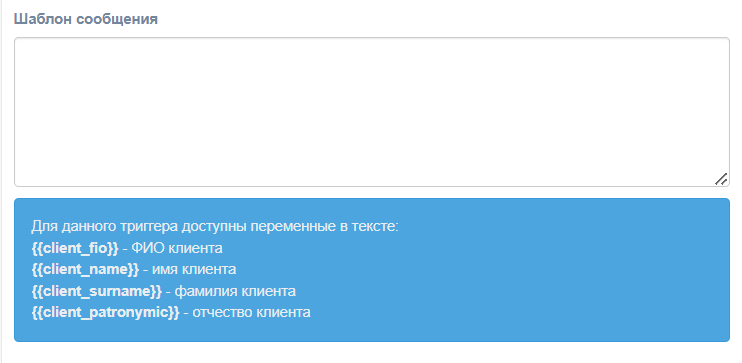 Шаблон сообщения
Для данного триггера доступны переменные в тексте:
{{client_fio}} - ФИО клиента
{{client_name}} - имя клиента
{{client_surname}} - фамилия клиента
{{client_patronymic}} - отчество клиента